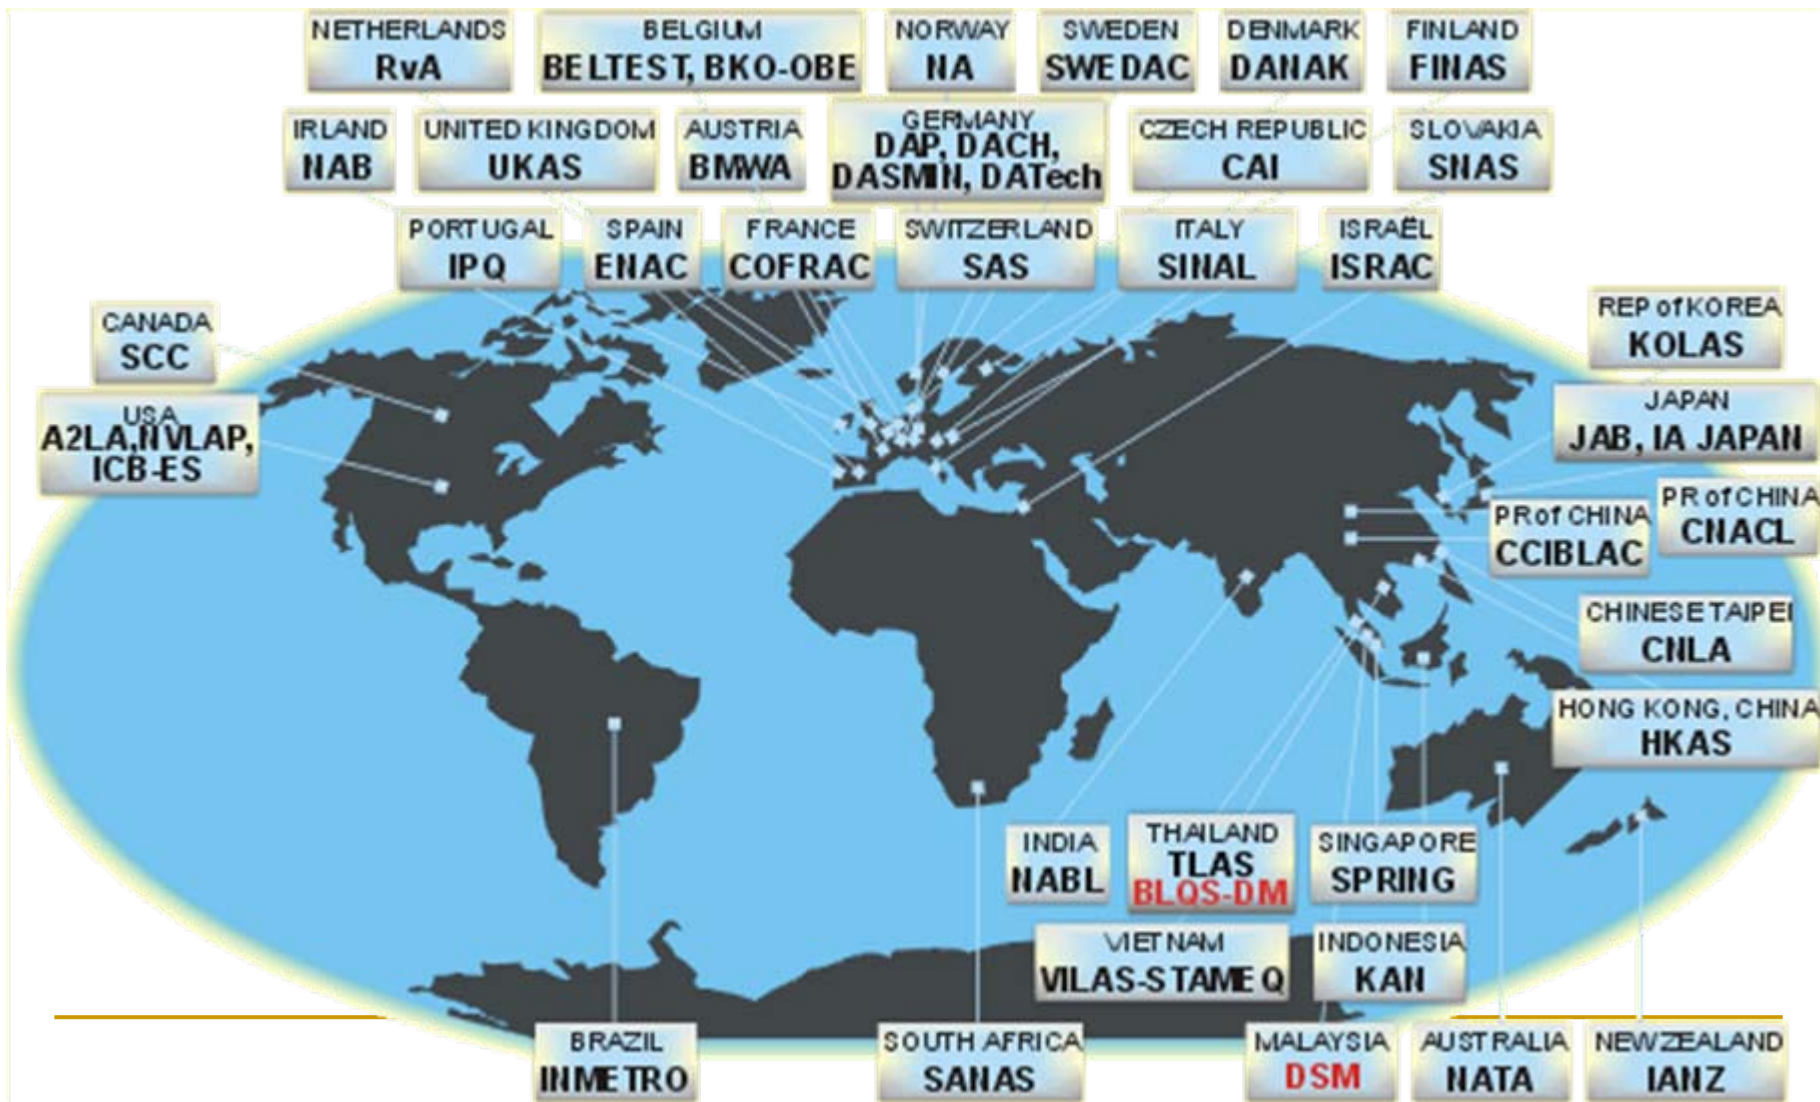 NETHERLANDS
RvA
BELGIUM
BELTEST, BKO-OBE
NORWAY
NA
SWEDEN
SWEDAC
DENMARK
DANAK
FINLAND
FINAS
IRLAND
NAB
UNITED KINGDOM
UKAS
AUSTRIA
BMWA
GERMANY
DAP, DACH,
DASMIN, DATech
CZECH REPUBLIC
CAI
SLOVAKIA
SNAS
PORTUGAL
IPQ
SPAIN
ENAC
FRANCE
COFRAC
SWITZERLAND
SAS
ITALY
SINAL
ISRAËL
ISRAC
CANADA
SCC
REP of KOREA
KOLAS
USA
A2LA,NVLAP,
ICB-ES
JAPAN
JAB, IA JAPAN
PR of CHINA
CCIBLAC
PR of CHINA
CNACL
CHINESE TAIPEI
CNLA
HONG KONG, CHINA
HKAS
INDIA
NABL
THAILAND
TLAS
BLQS-DM
SINGAPORE
SPRING
VIETNAM
VILAS-STAMEQ
INDONESIA
KAN
BRAZIL
INMETRO
SOUTH AFRICA
SANAS
MALAYSIA
DSM
AUSTRALIA
NATA
NEWZEALAND
IANZ